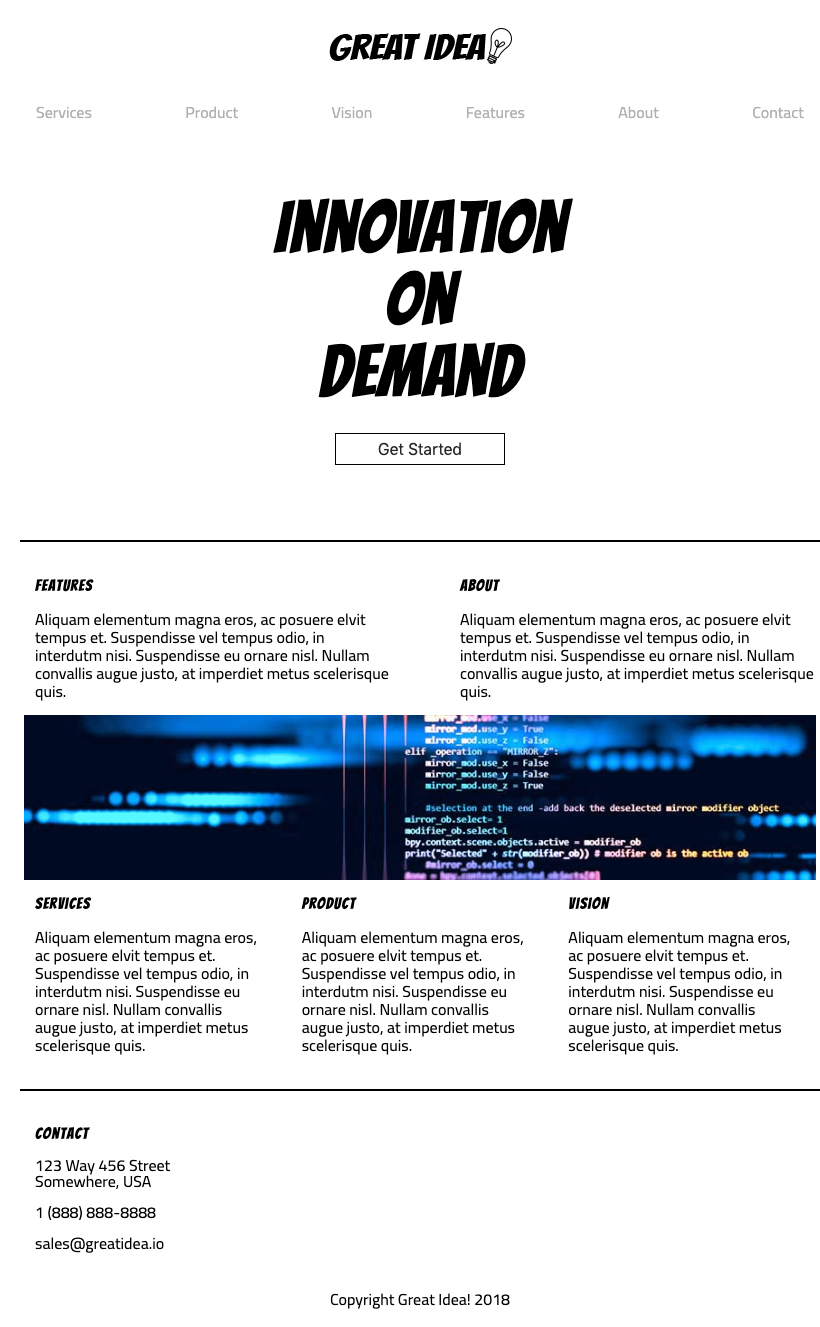 GREAT IDEA
Services Product Vision Features About Contact
INNOVATION
ON
DEMAND
Get Started
FEATURES
Aliquam elementum magna eros, ac posuere elvit
tempus et. Suspendisse vel tempus odio, in
interdutm nisi. Suspendisse eu ornare nisl. Nullam
convallis augue justo, at imperdiet metus scelerisque
quis.
ABOUT
Aliquam elementum magna eros, ac posuere elvit
tempus et. Suspendisse vel tempus odio, in
interdutm nisi. Suspendisse eu ornare nisl. Nullam
convallis augue justo, at imperdiet metus scelerisque
quis.
mirror_mod.use_x = False
mirror_mod.use_y = True
mirror_mod.use_z = False
elif _operation == "MIRROR_Z":
mirror_mod.use_x = False
mirror_mod.use_y = False
mirror_mod.use_z = True
#selection at the end -add back the deselected mirror modifier object
mirror_ob.select= 1
modifier_ob.select=1
bpy.context.scene.objects.active = modifier_ob
print("Selected" + str(modifier_ob)) # modifier ob is the active ob
#mirror_ob.select = 0
= bpy.context.selected_objects[0]
SERVICES
Aliquam elementum magna eros,
ac posuere elvit tempus et.
Suspendisse vel tempus odio, in
interdutm nisi. Suspendisse eu
ornare nisl. Nullam convallis
augue justo, at imperdiet metus
scelerisque quis.
PRODUCT
Aliquam elementum magna eros,
ac posuere elvit tempus et.
Suspendisse vel tempus odio, in
interdutm nisi. Suspendisse eu
ornare nisl. Nullam convallis
augue justo, at imperdiet metus
scelerisque quis.
VISION
Aliquam elementum magna eros,
ac posuere elvit tempus et.
Suspendisse vel tempus odio, in
interdutm nisi. Suspendisse eu
ornare nisl. Nullam convallis
augue justo, at imperdiet metus
scelerisque quis.
CONTACT
123 Way 456 Street
Somewhere, USA
1 (888) 888-8888
sales@greatidea.io
Copyright Great Idea! 2018